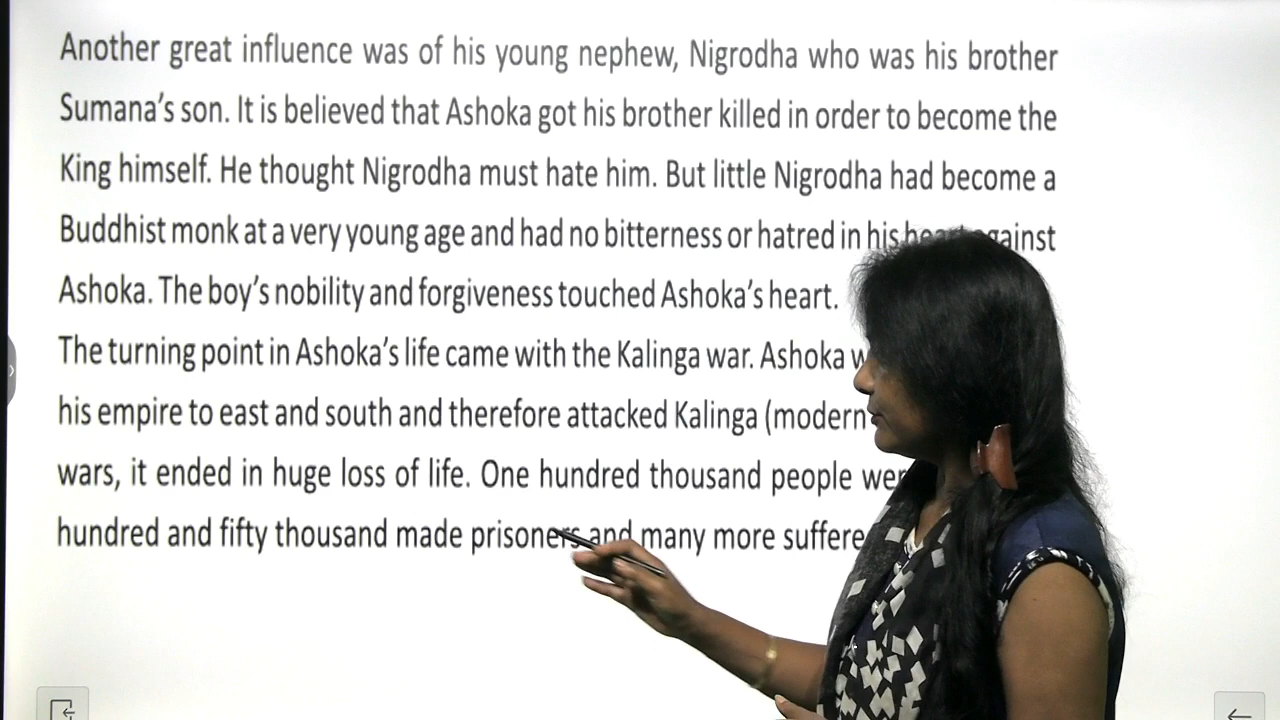 Another great influence was of his young nephew, Nigrodha who was his brother
Sumana's son. It is believed that Ashoka got his brother killed in order to become the
King himself. He thought Nigrodha must hate him. But little Nigrodha had become a
Buddhist monk at a very young age and had no bitterness or hatred in his heart against
Ashoka. The boy's nobility and forgiveness touched Ashoka's heart.
The turning point in Ashoka's life came with the Kalinga war. Ashoka
his empire to east and south and therefore attacked Kalinga (modern
wars, it ended in huge loss of life. One hundred thousand people
hundred and fifty thousand made prisoners and many more